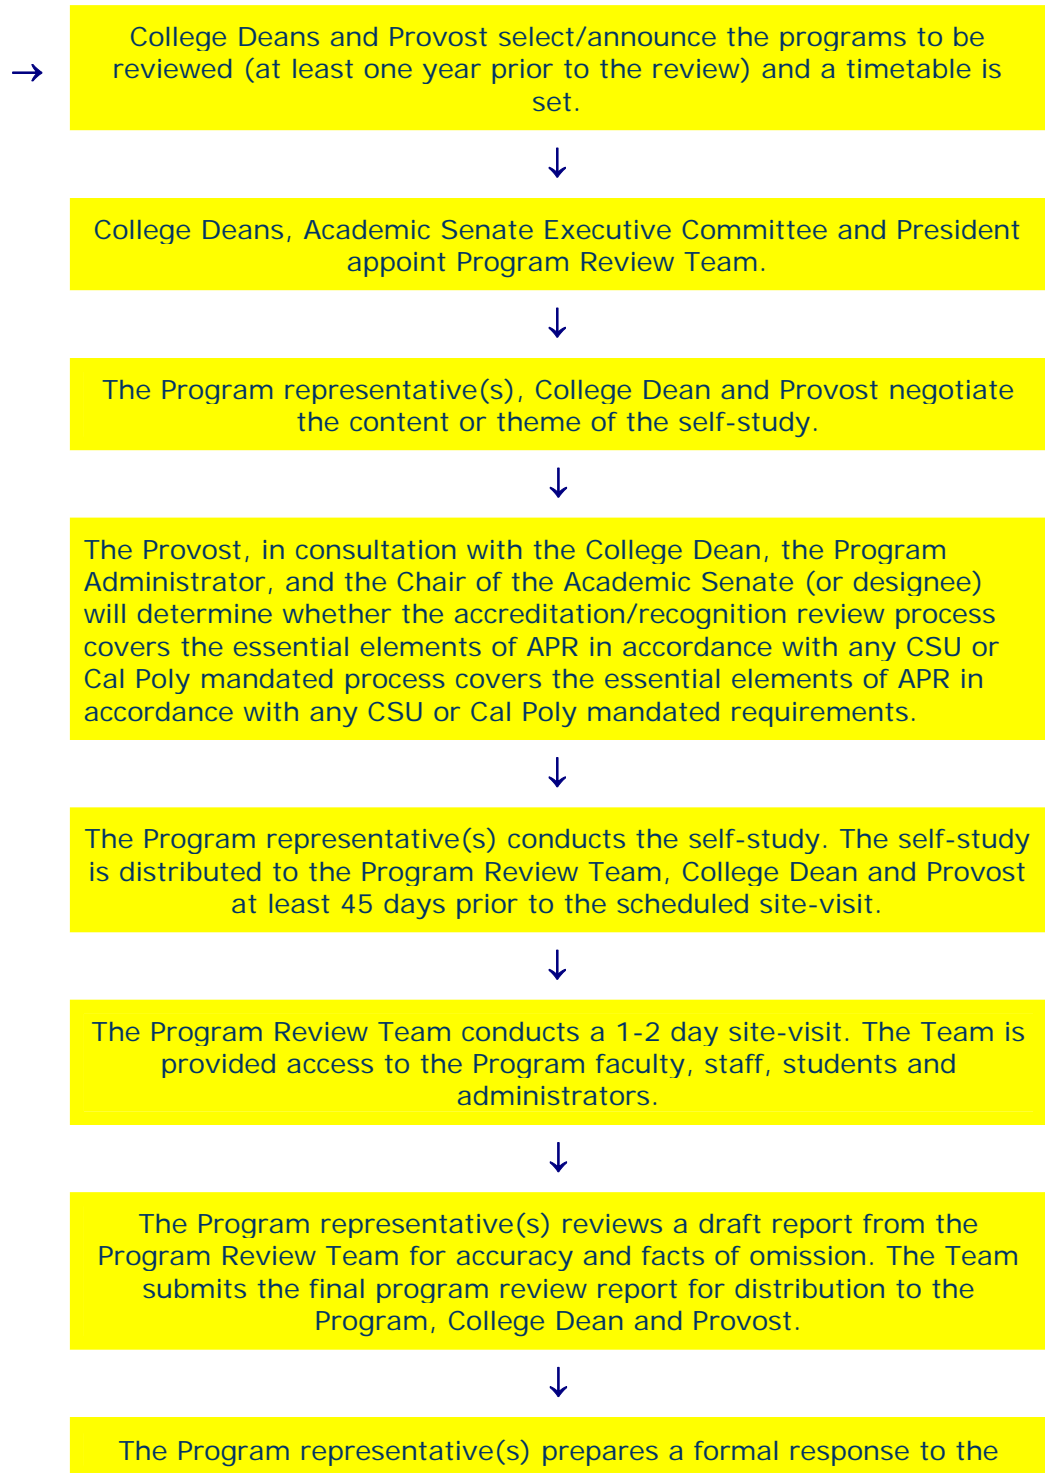 College Deans and Provost select/announce the programs to be
→ reviewed (at least one year prior to the review) and a timetable is
set.
↓
College Deans, Academic Senate Executive Committee and President
appoint Program Review Team.
↓
The Program representative(s), College Dean and Provost negotiate
the content or theme of the self-study.
↓
The Provost, in consultation with the College Dean, the Program
Administrator, and the Chair of the Academic Senate (or designee)
will determine whether the accreditation/recognition review process
covers the essential elements of APR in accordance with any CSU or
Cal Poly mandated process covers the essential elements of APR in
accordance with any CSU or Cal Poly mandated requirements.
↓
The Program representative(s) conducts the self-study. The self-study
is distributed to the Program Review Team, College Dean and Provost
at least 45 days prior to the scheduled site-visit.
↓
The Program Review Team conducts a 1-2 day site-visit. The Team is
provided access to the Program faculty, staff, students and
administrators.
↓
The Program representative(s) reviews a draft report from the
Program Review Team for accuracy and facts of omission. The Team
submits the final program review report for distribution to the
Program, College Dean and Provost.
↓
The Program representative(s) prepares a formal response to the